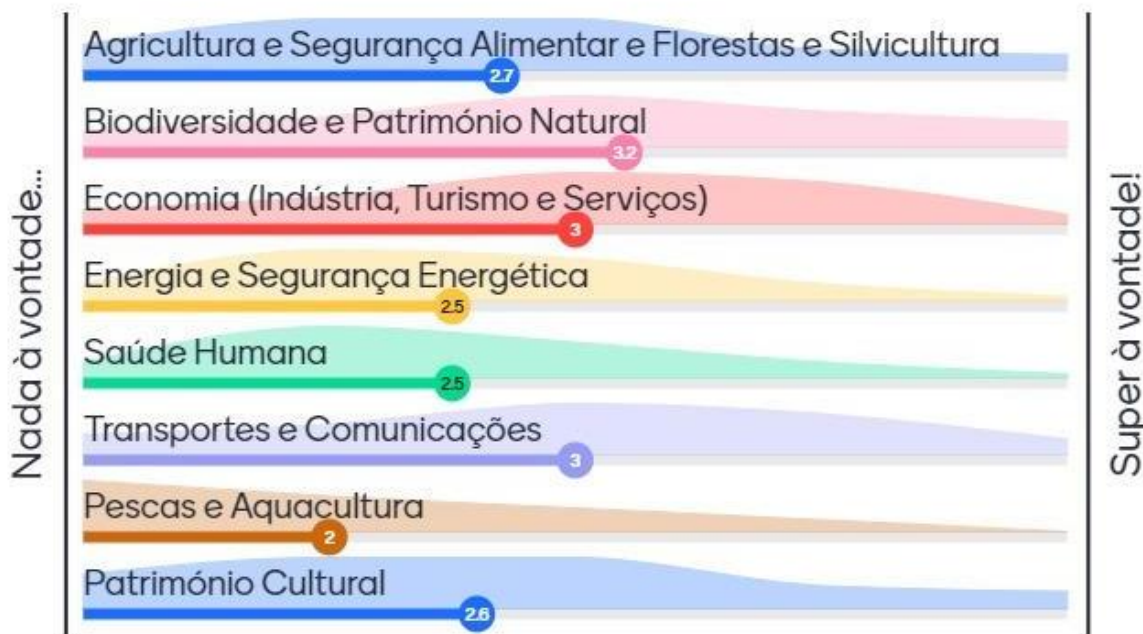 Nada à vontade...
Agricultura e Segurança Alimentar e Florestas e Silvicultura
2.7
Biodiversidade e Património Natural
3.2
Economia (Indústria, Turismo e Serviços)
3
Energia e Segurança Energética
2.5
Saúde Humana
2.5
Transportes e Comunicações
3
Pescas e Aquacultura
2
Património Cultural
2.6
Super à vontade!